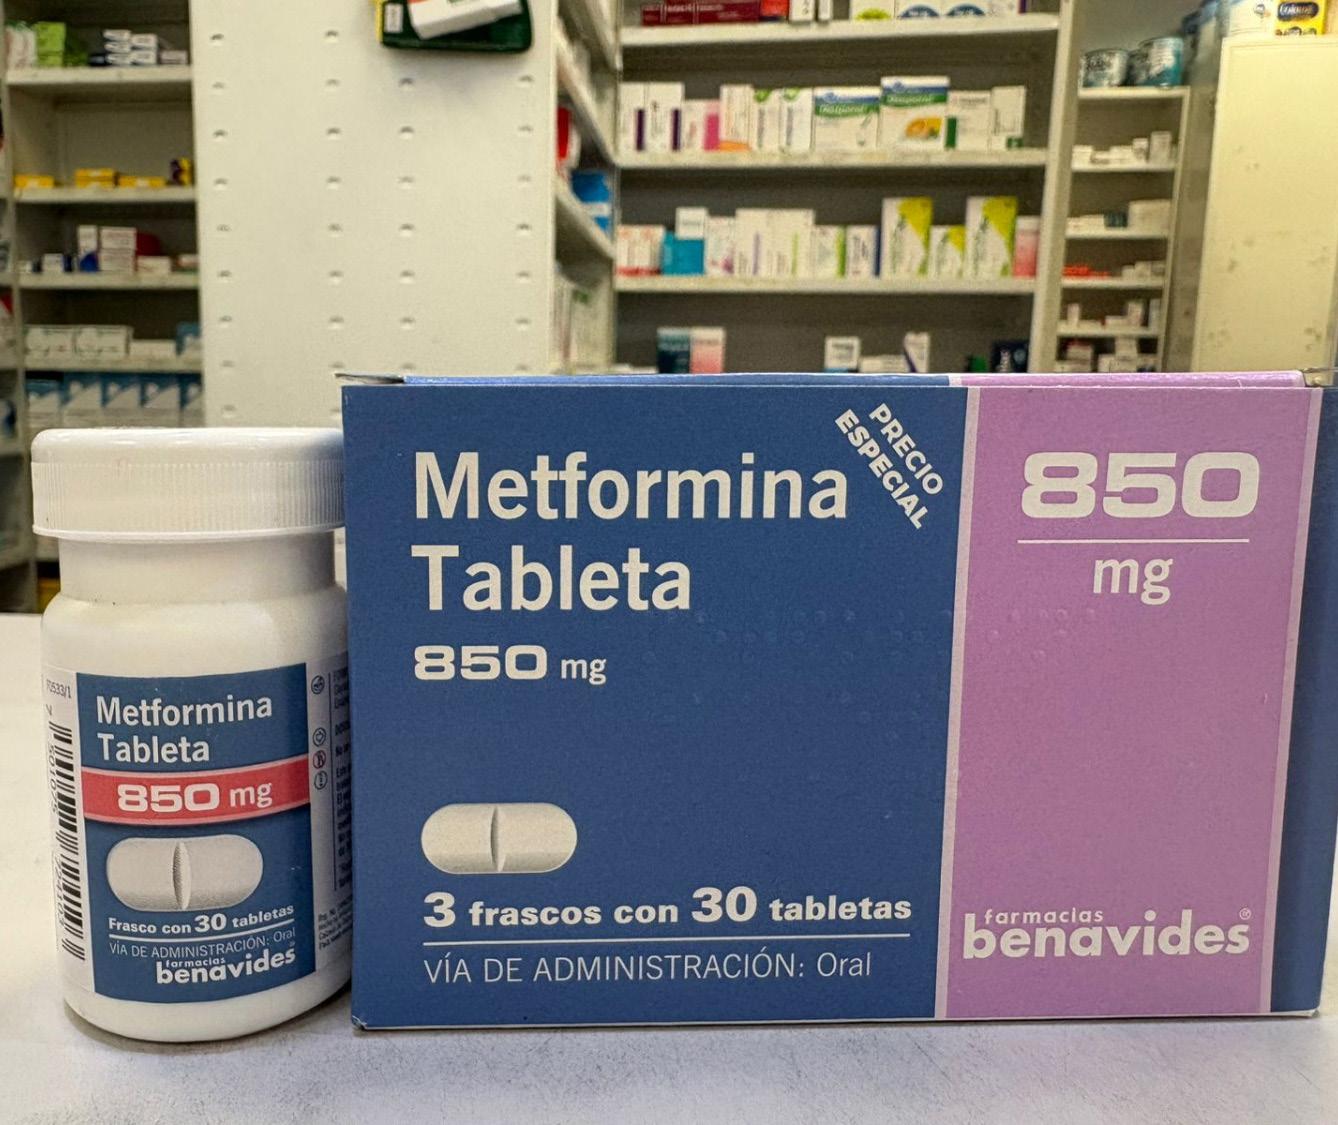 PRECIO
ESPECIAL
Metformina
Tableta
850 mg
3 frascos con 30 tabletas
VÍA DE ADMINISTRACIÓN: Oral
850
mg
farmacias
benavides®
Metformina
Tableta
850 mg
Frasco con 30 tabletas
VÍA DE ADMINISTRACIÓN: Oral
farmacias
benavides